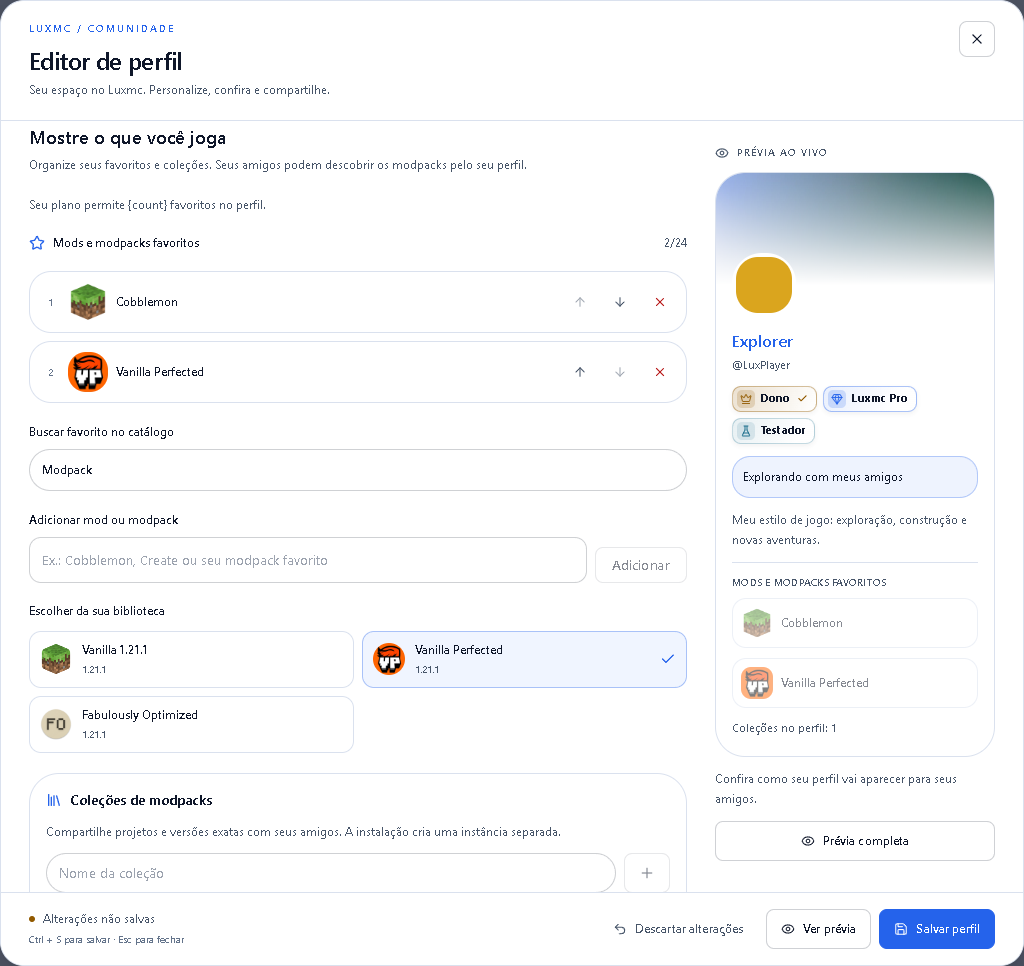 LUXMC / COMUNIDADE
Editor de perfil
Seu espaço no Luxmc. Personalize, confira e compartilhe.
Mostre o que você joga
Organize seus favoritos e coleções. Seus amigos podem descobrir os modpacks pelo seu perfil.
Seu plano permite {count} favoritos no perfil.
Mods e modpacks favoritos
2/24
1
Cobblemon
2
VP
Vanilla Perfected
Buscar favorito no catálogo
Modpack
Adicionar mod ou modpack
Ex.: Cobblemon, Create ou seu modpack favorito
Adicionar
Escolher da sua biblioteca
Vanilla 1.21.1
1.21.1
VP
Vanilla Perfected
1.21.1
FO
Fabulously Optimized
1.21.1
Coleções de modpacks
Compartilhe projetos e versões exatas com seus amigos. A instalação cria uma instância separada.
Nome da coleção
PRÉVIA AO VIVO
Explorer
@LuxPlayer
Dono
Luxmc Pro
Testador
Explorando com meus amigos
Meu estilo de jogo: exploração, construção e
novas aventuras.
MODS E MODPACKS FAVORITOS
Cobblemon
VP
Vanilla Perfected
Coleções no perfil: 1
Confira como seu perfil vai aparecer para seus
amigos.
Prévia completa
Alterações não salvas
Ctrl + S para salvar · Esc para fechar
Descartar alterações
Ver prévia
Salvar perfil